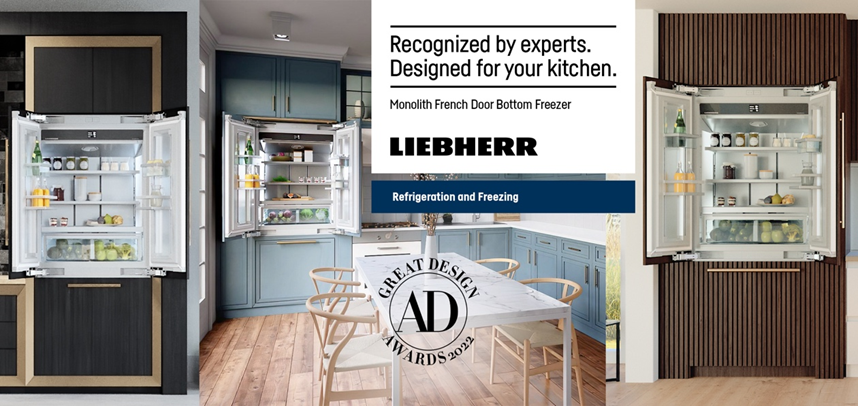 Recognized by experts.
Designed for your kitchen.
Monolith French Door Bottom Freezer
LIEBHERR
Refrigeration and Freezing
GREAT DESIGN
AD
AWARDS 2022